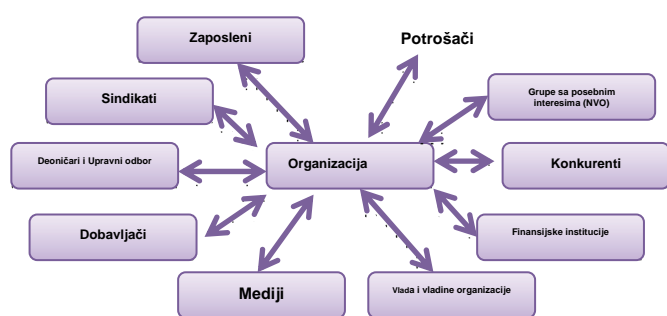 Zaposleni
Potrošači
Sindikati
Grupe sa posebnim
interesima (NVO)
Deoničari i Upravni odbor
Organizacija
Konkurenti
Dobavljači
Finansijske institucije
Mediji
Vlada i vladine organizacije